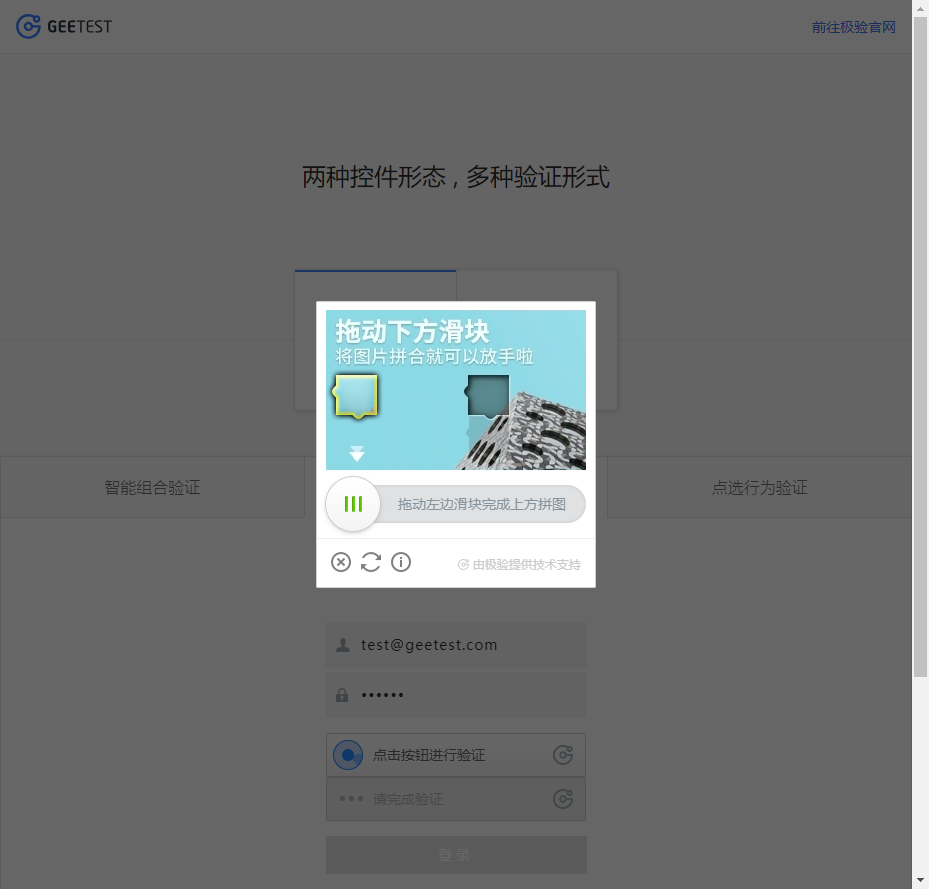 GEETEST
前往极验官网
两种控件形态，多种验证形式
拖动下方滑块
将图片拼合就可以放手啦
智能组合验证
点选行为验证
拖动左边滑块完成上方拼图
由极验提供技术支持
test@geetest.com
••••••
点击按钮进行验证
请完成验证
登录